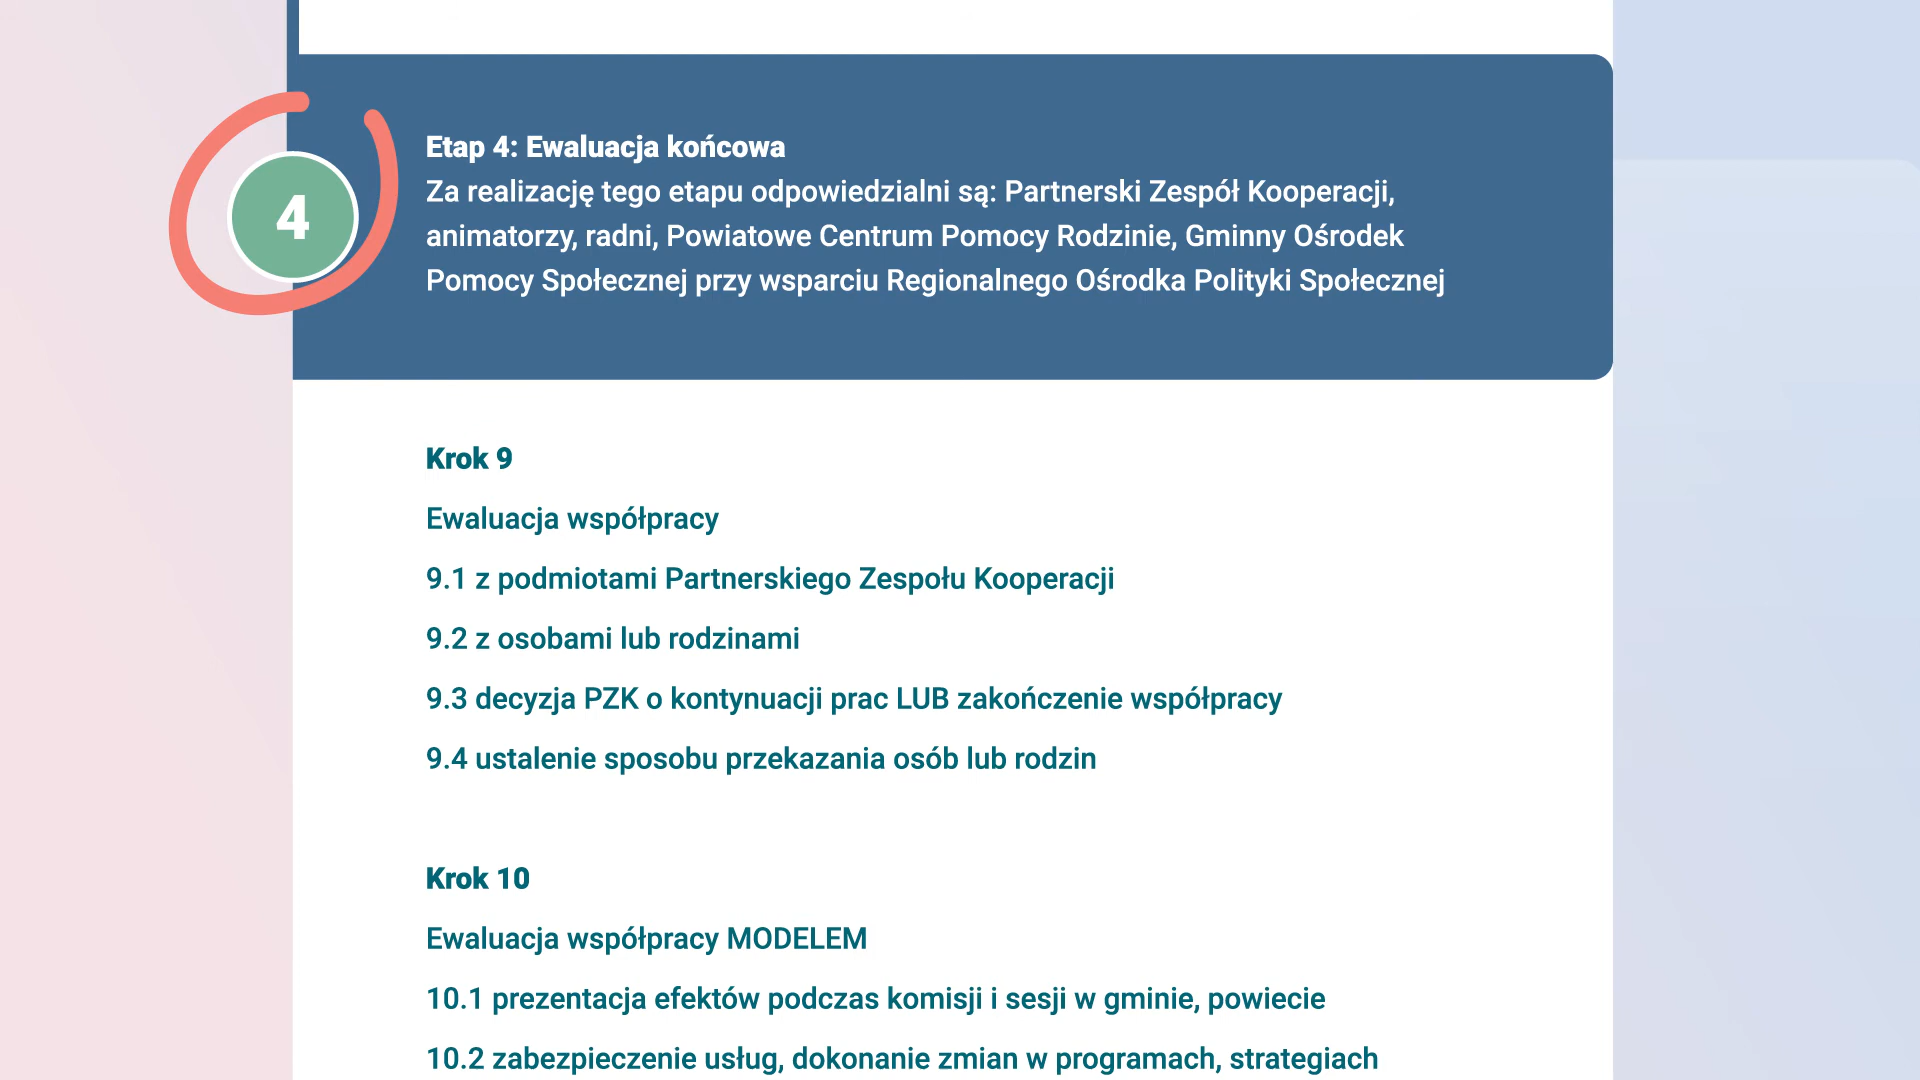 4
Etap 4: Ewaluacja końcowa
Za realizację tego etapu odpowiedzialni są: Partnerski Zespół Kooperacji,
animatorzy, radni, Powiatowe Centrum Pomocy Rodzinie, Gminny Ośrodek
Pomocy Społecznej przy wsparciu Regionalnego Ośrodka Polityki Społecznej
Krok 9
Ewaluacja współpracy
9.1 z podmiotami Partnerskiego Zespołu Kooperacji
9.2 z osobami lub rodzinami
9.3 decyzja PZK o kontynuacji prac LUB zakończenie współpracy
9.4 ustalenie sposobu przekazania osób lub rodzin
Krok 10
Ewaluacja współpracy MODELEM
10.1 prezentacja efektów podczas komisji i sesji w gminie, powiecie
10.2 zabezpieczenie usług, dokonanie zmian w programach, strategiach